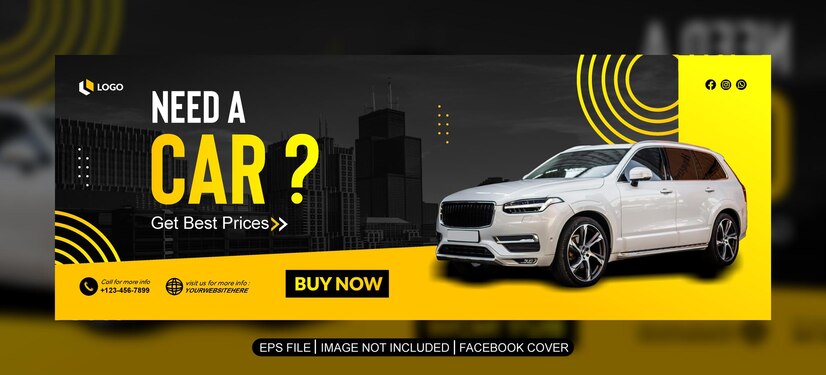 LOGO
NEED A
CAR ?
Get Best Prices
Call for more info
+123-456-7899
visit us for more info :
YOURWEBSITEHERE
BUY NOW
EPS FILE | IMAGE NOT INCLUDED | FACEBOOK COVER